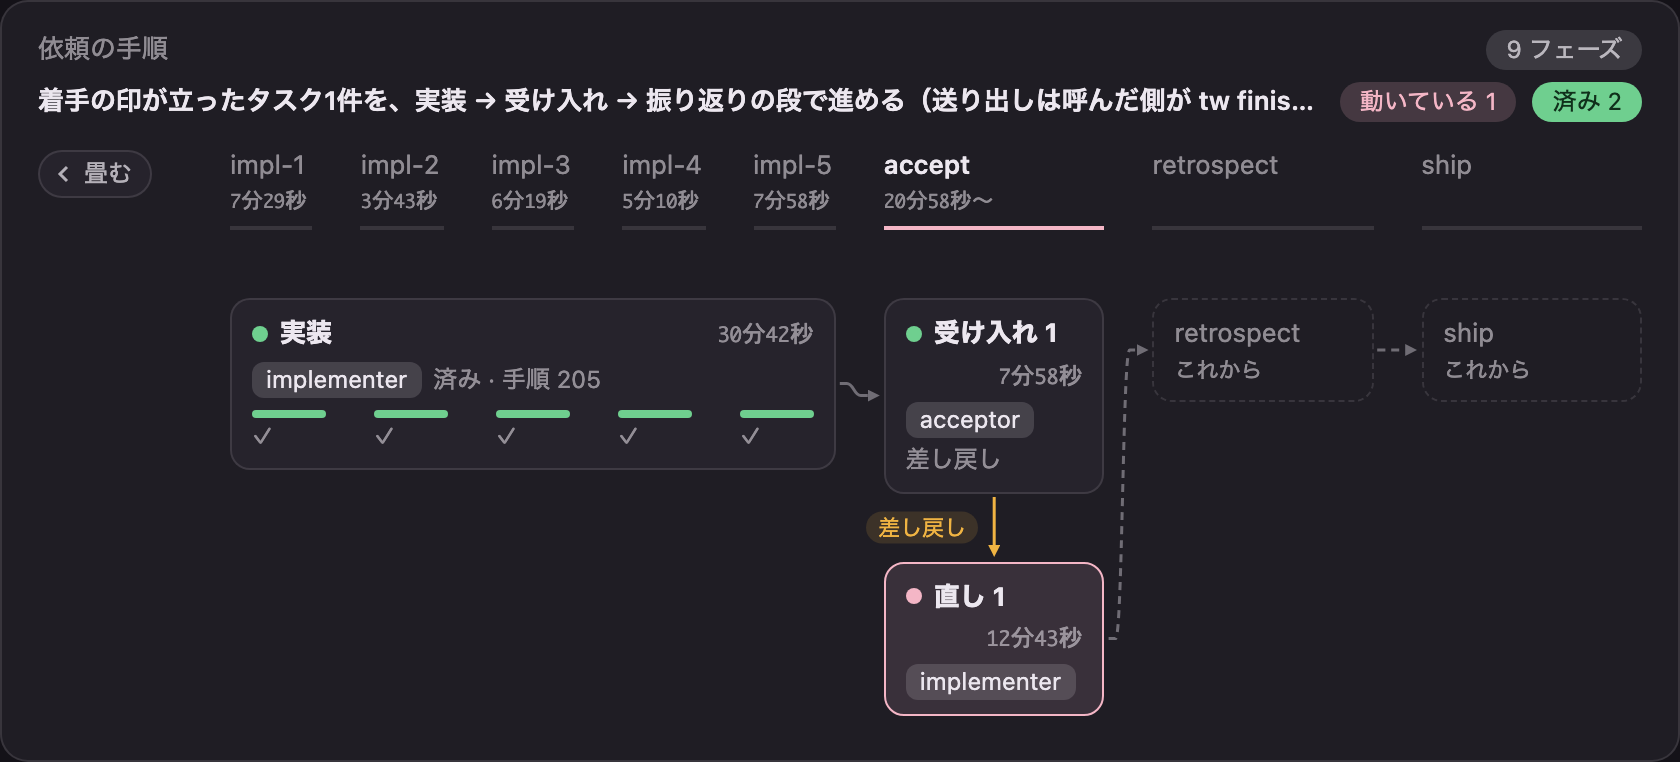 依頼の手順
9 フェーズ
着手の印が立ったタスク1件を、実装 → 受け入れ → 振り返りの段で進める（送り出しは呼んだ側が tw finis...
動いている 1
済み 2
畳む
impl-1
7分29秒
impl-2
3分43秒
impl-3
6分19秒
impl-4
5分10秒
impl-5
7分58秒
accept
20分58秒〜
retrospect
ship
実装
30分42秒
implementer 済み · 手順 205
受け入れ 1
7分58秒
acceptor
差し戻し
差し戻し
直し 1
12分43秒
implementer
retrospect
これから
ship
これから